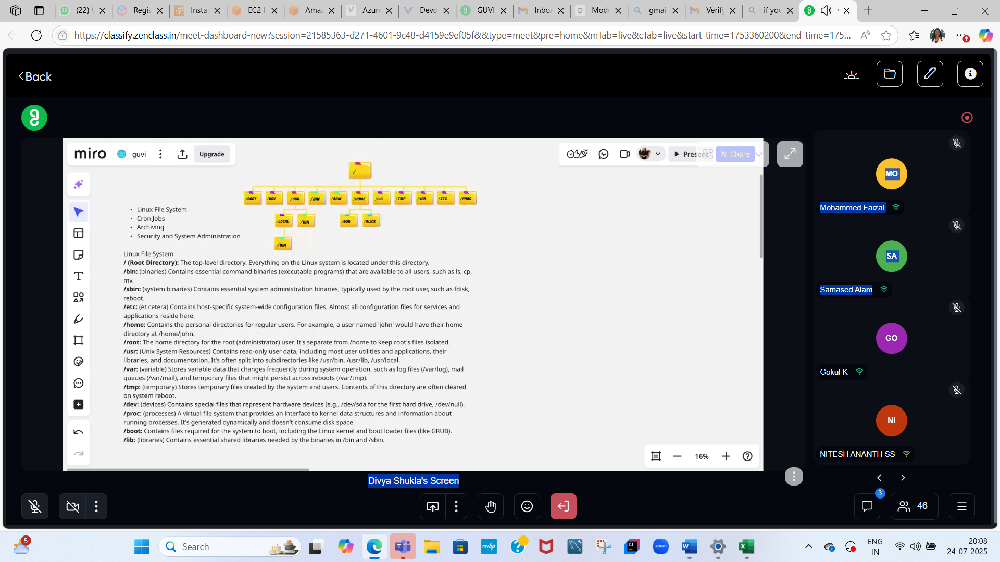 (22)
Regis
Insta
EC2
Amaz
Azure
Devo
GUVI
Inbo
Modu
gmai
Verify
if you
https://classify.zenclass.in/meet-dashboard-new?session=21585363-d271-4601-9c48-d4159e9ef05f&&type=meet&pre=home&mTab=live&cTab=live&start_time=1753360200&end_time=175...
Back
miro
guvi
Upgrade
Present
Share
/
/BOOT
/DEV
/USR
/BIN
/SBIN
/HOME
/LIB
/TMP
/VAR
/ETC
/PROC
/LOCAL
/BIN
/BOB
/ALICE
/BIN
• Linux File System
• Cron Jobs
• Archiving
• Security and System Administration
Linux File System
/ (Root Directory): The top-level directory. Everything on the Linux system is located under this directory.
/bin: (binaries) Contains essential command binaries (executable programs) that are available to all users, such as ls, cp,
mv.
/sbin: (system binaries) Contains essential system administration binaries, typically used by the root user, such as fdisk,
reboot.
/etc: (et cetera) Contains host-specific system-wide configuration files. Almost all configuration files for services and
applications reside here.
/home: Contains the personal directories for regular users. For example, a user named 'john' would have their home
directory at /home/john.
/root: The home directory for the root (administrator) user. It's separate from /home to keep root's files isolated.
/usr: (Unix System Resources) Contains read-only user data, including most user utilities and applications, their
libraries, and documentation. It's often split into subdirectories like /usr/bin, /usr/lib, /usr/local.
/var: (variable) Stores variable data that changes frequently during system operation, such as log files (/var/log), mail
queues (/var/mail), and temporary files that might persist across reboots (/var/tmp).
/tmp: (temporary) Stores temporary files created by the system and users. Contents of this directory are often cleared
on system reboot.
/dev: (devices) Contains special files that represent hardware devices (e.g., /dev/sda for the first hard drive, /dev/null).
/proc: (processes) A virtual file system that provides an interface to kernel data structures and information about
running processes. It's generated dynamically and doesn't consume disk space.
/boot: Contains files required for the system to boot, including the Linux kernel and boot loader files (like GRUB).
/lib: (libraries) Contains essential shared libraries needed by the binaries in /bin and /sbin.
16%
MO
Mohammed Faizal
SA
Samased Alam
GO
Gokul K
NI
NITESH ANANTH SS
Divya Shukla's Screen
3
46
5
Search
myhp
zoom
ENG
IN
20:08
24-07-2025